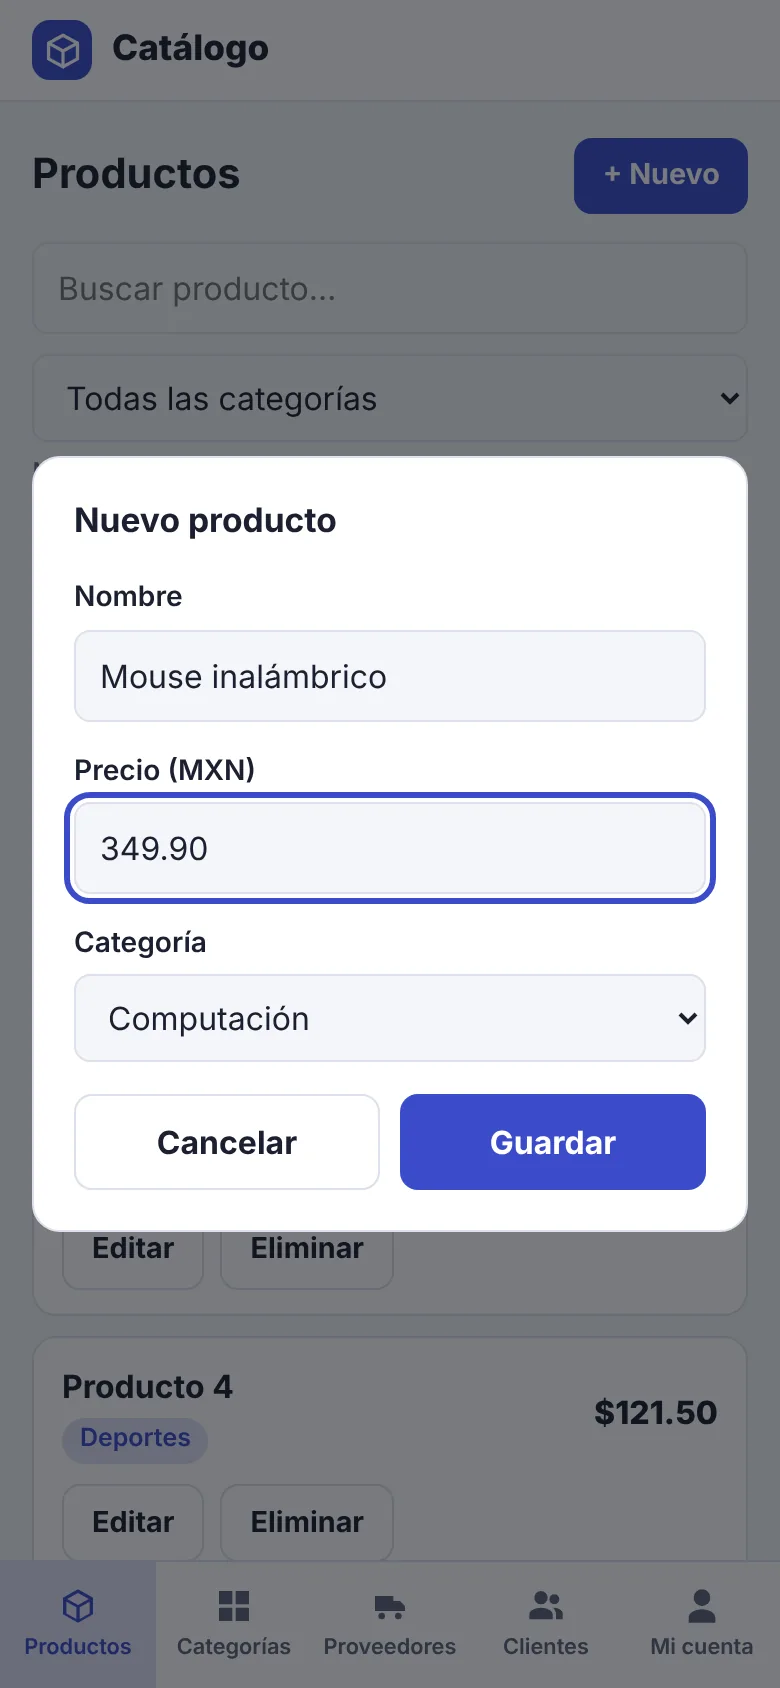 Catálogo
Productos
+ Nuevo
Buscar producto...
Todas las categorías
Nuevo producto
Nombre
Mouse inalámbrico
Precio (MXN)
349.90
Categoría
Computación
Cancelar
Guardar
Editar
Eliminar
Producto 4
$121.50
Deportes
Editar
Eliminar
Productos
Categorías
Proveedores
Clientes
Mi cuenta